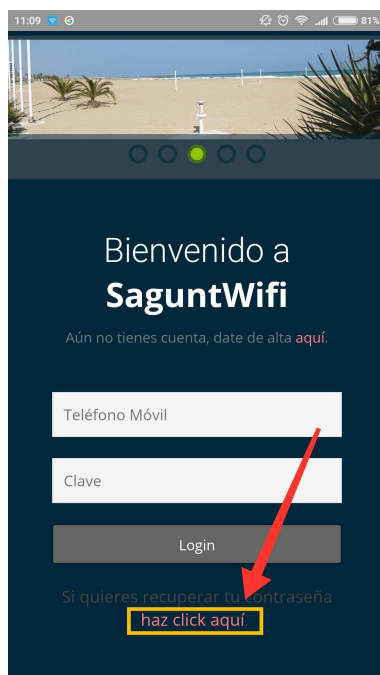 11:09
81%
Bienvenido a
SaguntWifi
Aún no tienes cuenta, date de alta aquí.
Teléfono Móvil
Clave
Login
Si quieres recuperar tu contraseña
haz click aquí.